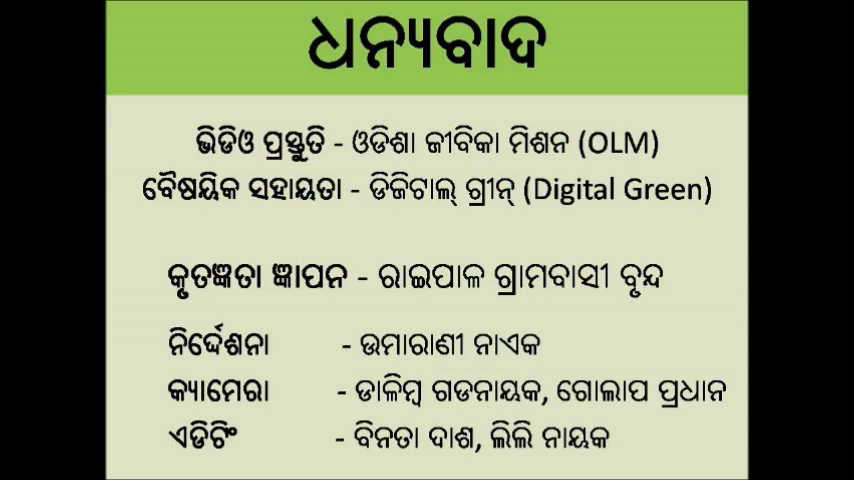 ଧନ୍ୟବାଦ
ଭିଡିଓ ପ୍ରସ୍ତୁତି - ଓଡିଶା ଜୀବିକା ମିଶନ (OLM)
ବୈଷୟିକ ସହାୟତା - ଡିଜିଟାଲ୍ ଗ୍ରୀନ୍ (Digital Green)
କୃତଜ୍ଞତା ଜ୍ଞାପନ - ରାଇପାଳ ଗ୍ରାମବାସୀ ବୃନ୍ଦ
ନିର୍ଦ୍ଦେଶନା - ଉମାରାଣୀ ନାଏକ
କ୍ୟାମେରା - ଡାଳିମ୍ବ ଗଡନାୟକ, ଗୋଲାପ ପ୍ରଧାନ
ଏଡିଟିଂ - ବିନତା ଦାଶ, ଲିଲି ନାୟକ